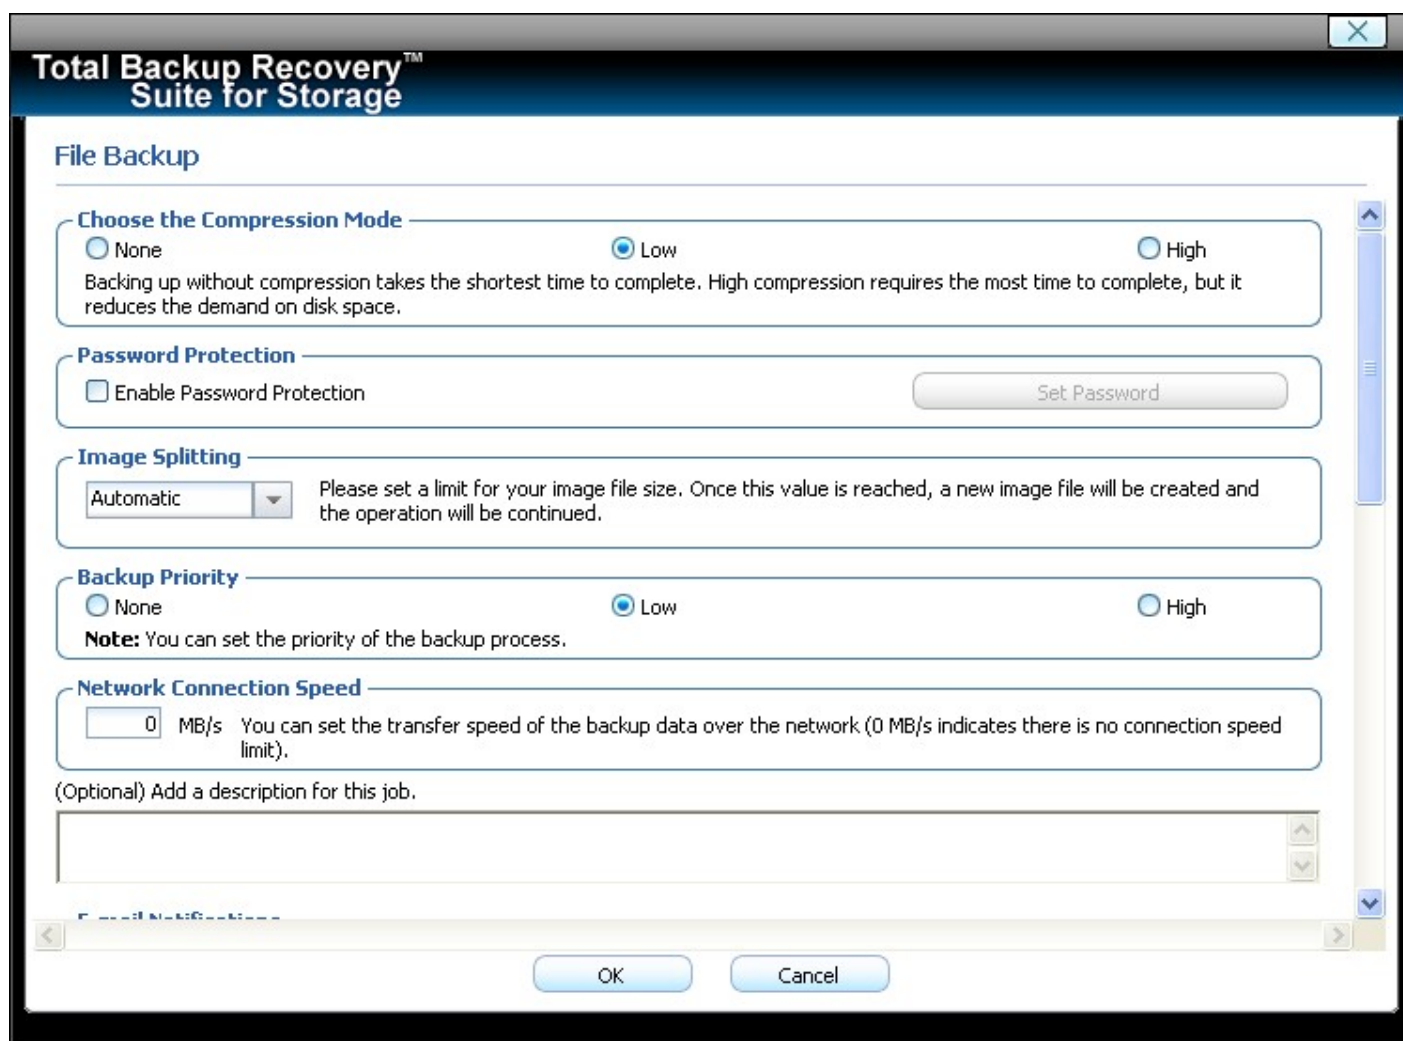 Total Backup Recovery™
Suite for Storage
File Backup
Choose the Compression Mode
None Low High
Backing up without compression takes the shortest time to complete. High compression requires the most time to complete, but it
reduces the demand on disk space.
Password Protection
Enable Password Protection Set Password
Image Splitting
Automatic
Please set a limit for your image file size. Once this value is reached, a new image file will be created and
the operation will be continued.
Backup Priority
None Low High
Note: You can set the priority of the backup process.
Network Connection Speed
0 MB/s You can set the transfer speed of the backup data over the network (0 MB/s indicates there is no connection speed
limit).
(Optional) Add a description for this job.
E-mail Notifications
OK Cancel